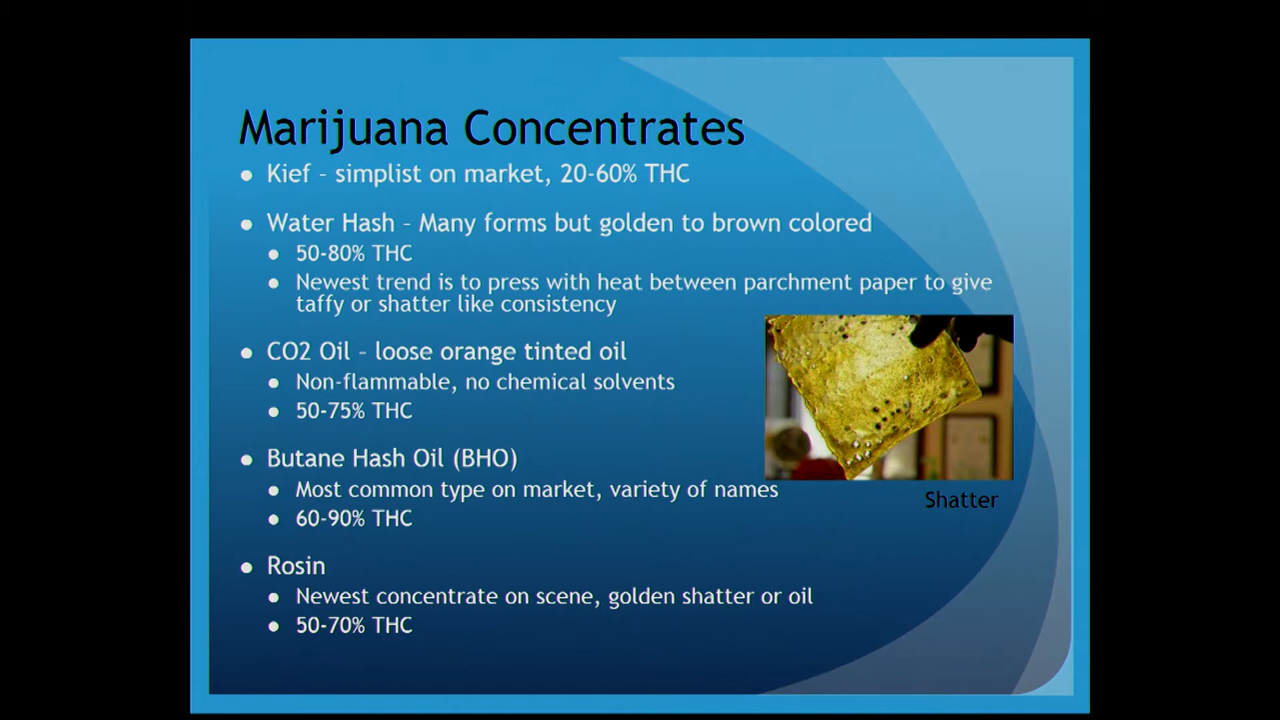 Marijuana Concentrates
● Kief – simplist on market, 20-60% THC
● Water Hash – Many forms but golden to brown colored
● 50-80% THC
● Newest trend is to press with heat between parchment paper to give
taffy or shatter like consistency
● CO2 Oil – loose orange tinted oil
● Non-flammable, no chemical solvents
● 50-75% THC
● Butane Hash Oil (BHO)
● Most common type on market, variety of names
Shatter
● 60-90% THC
● Rosin
● Newest concentrate on scene, golden shatter or oil
● 50-70% THC